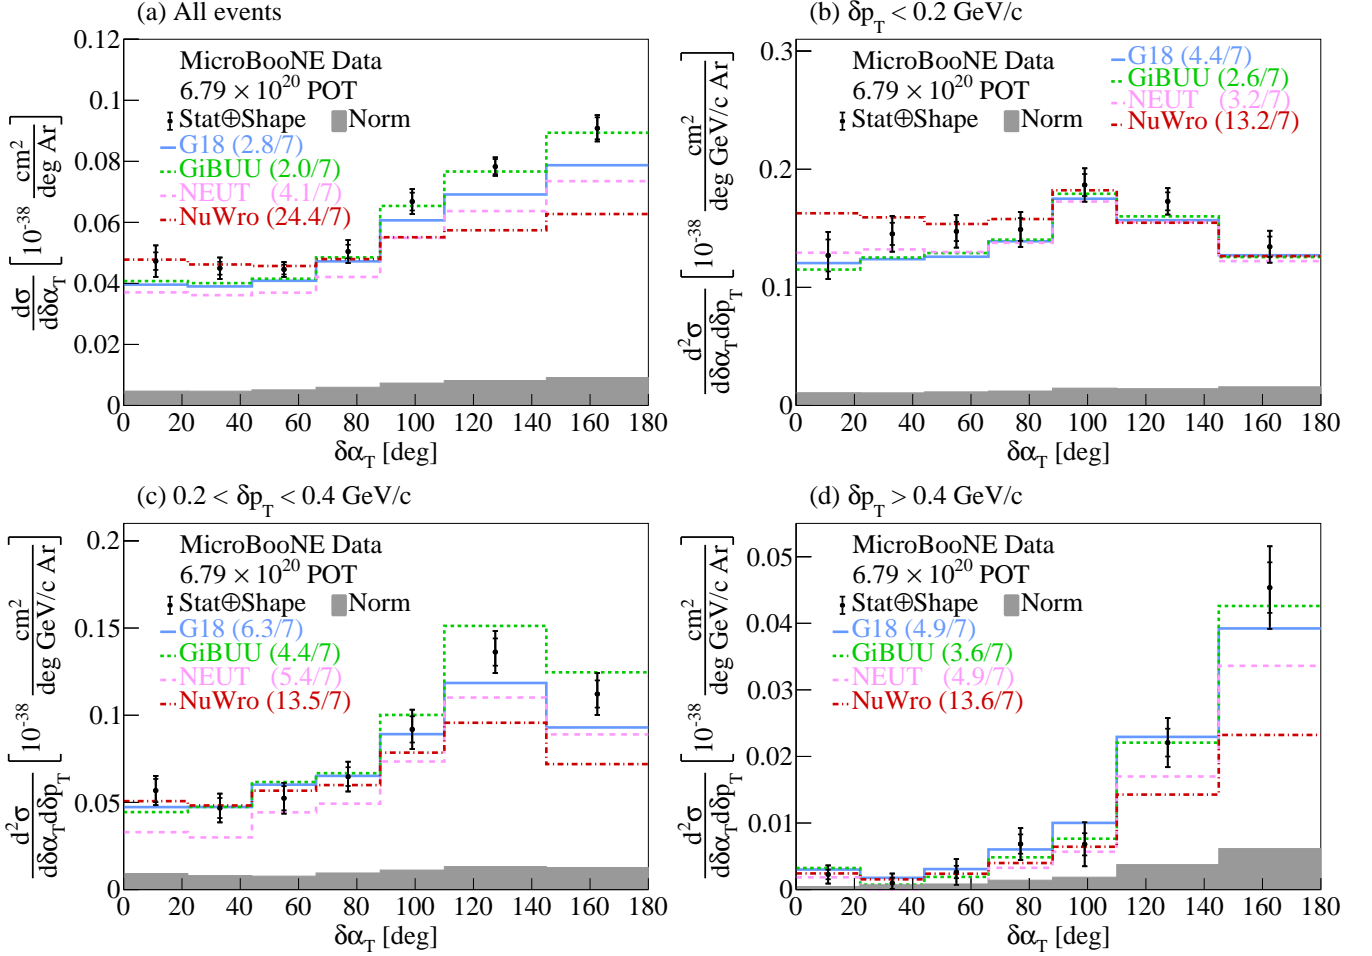 (a) All events
0.12
0.1
0.08
0.06
0.04
0.02
0
dσ/dδα_T [10^-38 cm²/deg Ar]
MicroBooNE Data
6.79 × 10^20 POT
Stat⊕Shape Norm
G18 (2.8/7)
GiBUU (2.0/7)
NEUT (4.1/7)
NuWro (24.4/7)
0 20 40 60 80 100 120 140 160 180
δα_T [deg]
(b) δp_T < 0.2 GeV/c
0.3
0.2
0.1
0
d²σ/dδα_Tdδp_T [10^-38 cm²/deg GeV/c Ar]
MicroBooNE Data
6.79 × 10^20 POT
Stat⊕Shape Norm
G18 (4.4/7)
GiBUU (2.6/7)
NEUT (3.2/7)
NuWro (13.2/7)
0 20 40 60 80 100 120 140 160 180
δα_T [deg]
(c) 0.2 < δp_T < 0.4 GeV/c
0.2
0.15
0.1
0.05
0
d²σ/dδα_Tdδp_T [10^-38 cm²/deg GeV/c Ar]
MicroBooNE Data
6.79 × 10^20 POT
Stat⊕Shape Norm
G18 (6.3/7)
GiBUU (4.4/7)
NEUT (5.4/7)
NuWro (13.5/7)
0 20 40 60 80 100 120 140 160 180
δα_T [deg]
(d) δp_T > 0.4 GeV/c
0.05
0.04
0.03
0.02
0.01
0
d²σ/dδα_Tdδp_T [10^-38 cm²/deg GeV/c Ar]
MicroBooNE Data
6.79 × 10^20 POT
Stat⊕Shape Norm
G18 (4.9/7)
GiBUU (3.6/7)
NEUT (4.9/7)
NuWro (13.6/7)
0 20 40 60 80 100 120 140 160 180
δα_T [deg]